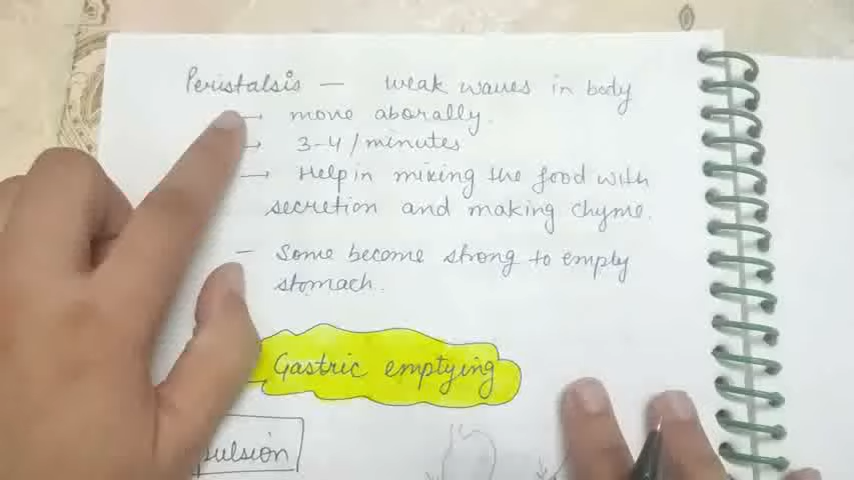 Peristalsis — weak waves in body
→ move aborally.
→ 3-4/minutes
→ Help in mixing the food with
secretion and making chyme.
– Some become strong to empty
stomach.
Gastric emptying